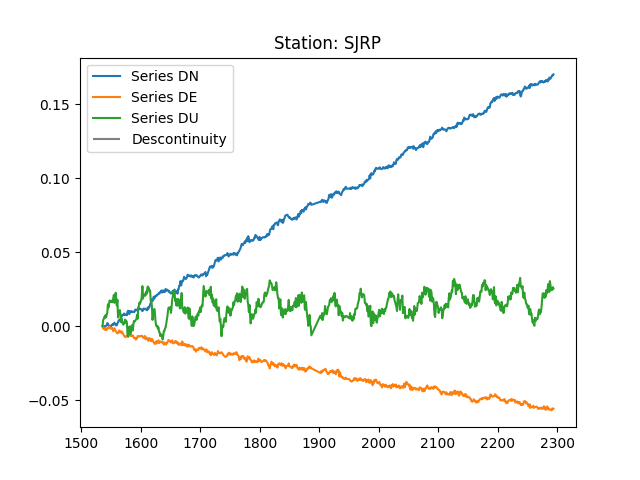 Station: SJRP
Series DN
Series DE
Series DU
Descontinuity
0.15
0.10
0.05
0.00
−0.05
1500 1600 1700 1800 1900 2000 2100 2200 2300